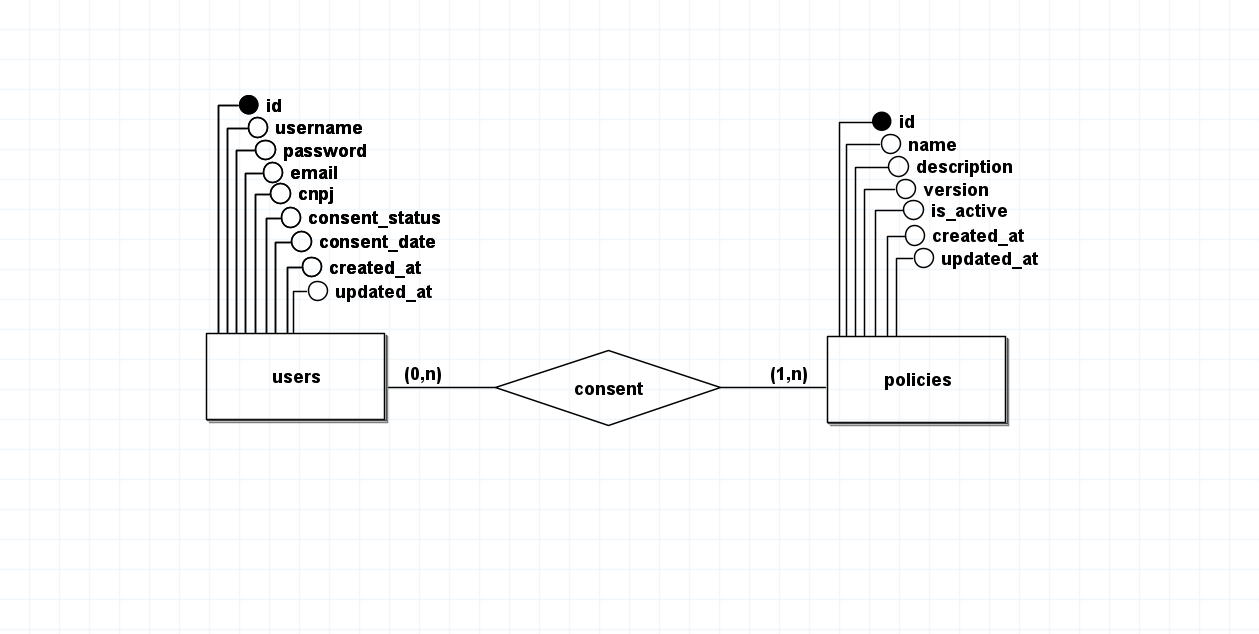 id
username
password
email
cnpj
consent_status
consent_date
created_at
updated_at
users
(0,n)
consent
(1,n)
id
name
description
version
is_active
created_at
updated_at
policies